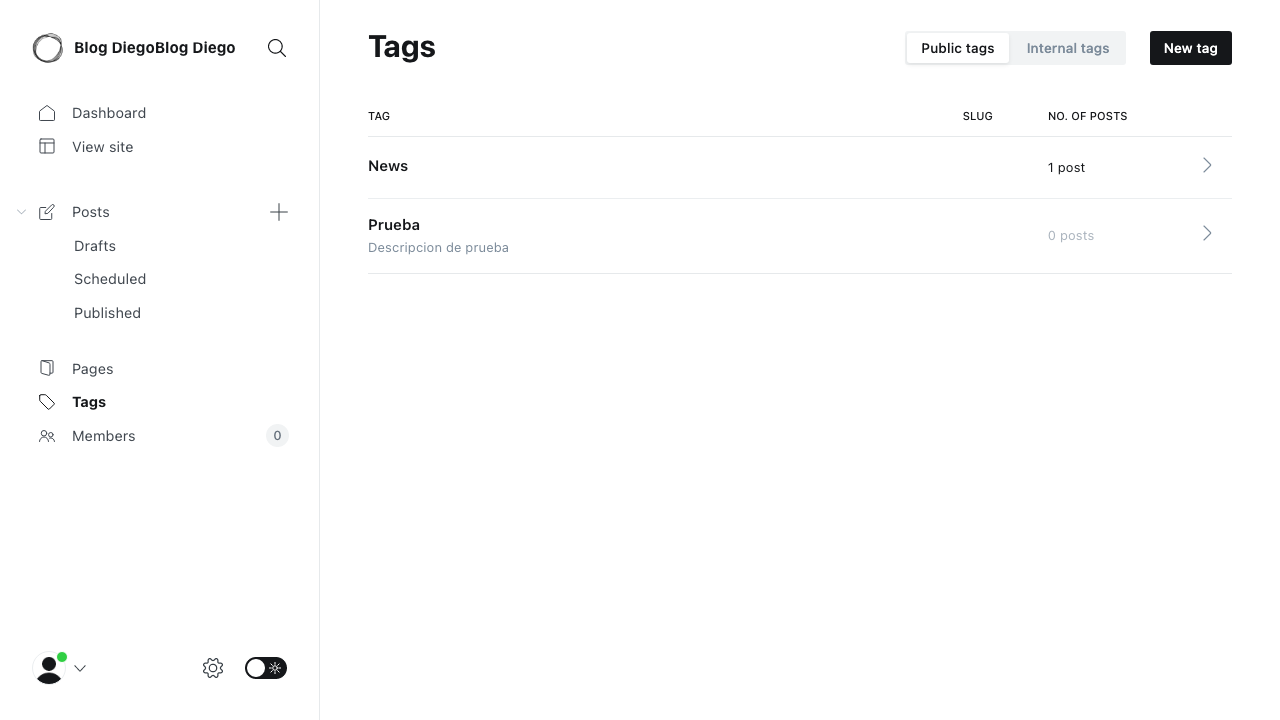 Blog DiegoBlog Diego
Dashboard
View site
Posts
Drafts
Scheduled
Published
Pages
Tags
Members 0
Tags
Public tags Internal tags New tag
TAG SLUG NO. OF POSTS
News 1 post
Prueba
Descripcion de prueba 0 posts